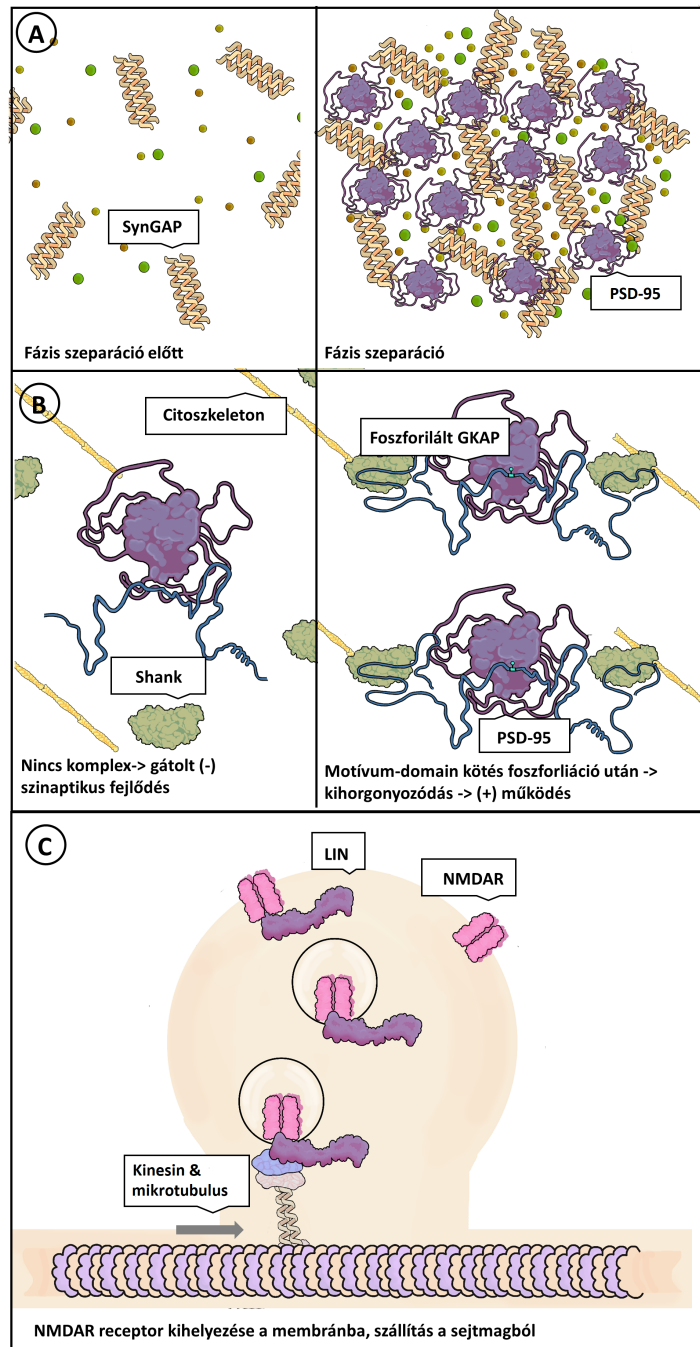 A
SynGAP
Fázis szeparáció előtt
PSD-95
Fázis szeparáció
B
Citoszkeleton
Shank
Nincs komplex-> gátolt (-)
szinaptikus fejlődés
Foszforilált GKAP
PSD-95
Motívum-domain kötés foszforliáció után ->
kihorgonyozódás -> (+) működés
C
LIN
NMDAR
Kinesin &
mikrotubulus
NMDAR receptor kihelyezése a membránba, szállítás a sejtmagból